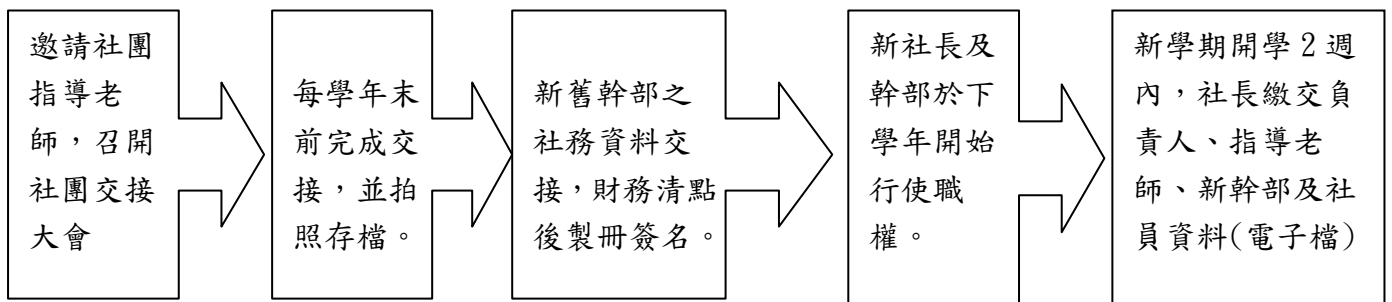 邀請社團
指導老
師，召開
社團交接
大會
每學年末
前完成交
接，並拍
照存檔。
新舊幹部之
社務資料交
接，財務清點
後製冊簽名。
新社長及
幹部於下
學年開始
行使職
權。
新學期開學 2 週
內，社長繳交負
責人、指導老
師、新幹部及社
員資料(電子檔)